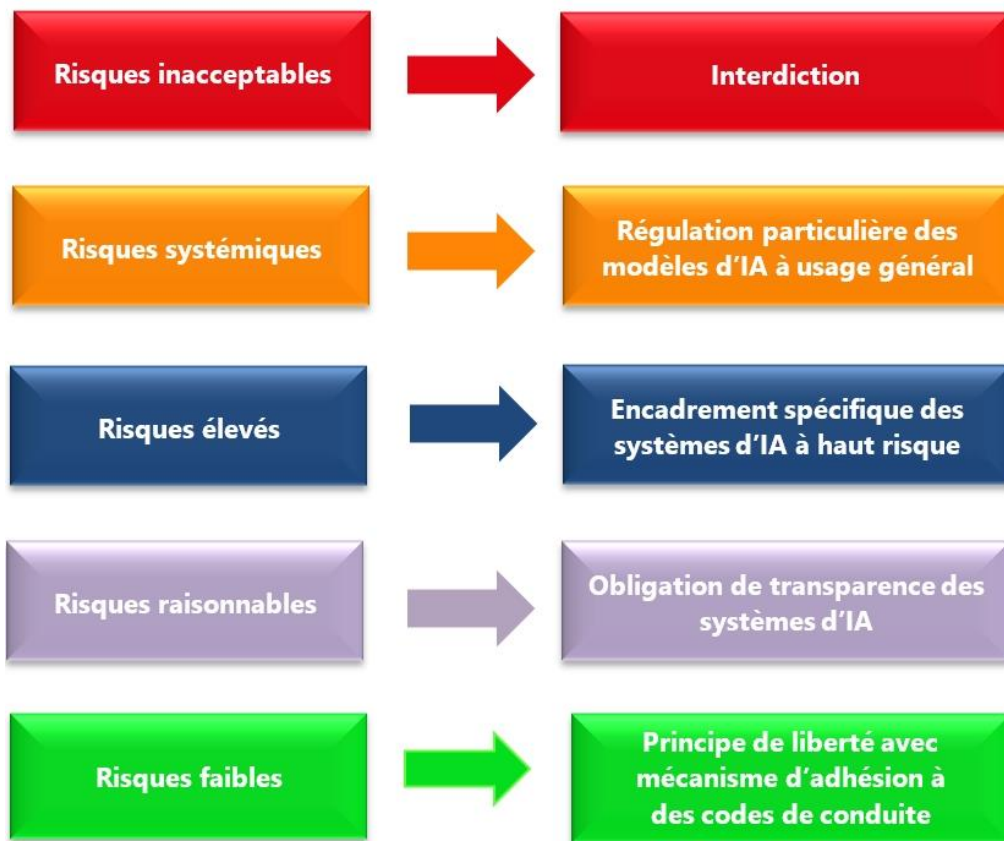 Risques inacceptables
Interdiction
Risques systémiques
Régulation particulière des
modèles d'IA à usage général
Risques élevés
Encadrement spécifique des
systèmes d'IA à haut risque
Risques raisonnables
Obligation de transparence des
systèmes d'IA
Risques faibles
Principe de liberté avec
mécanisme d'adhésion à
des codes de conduite